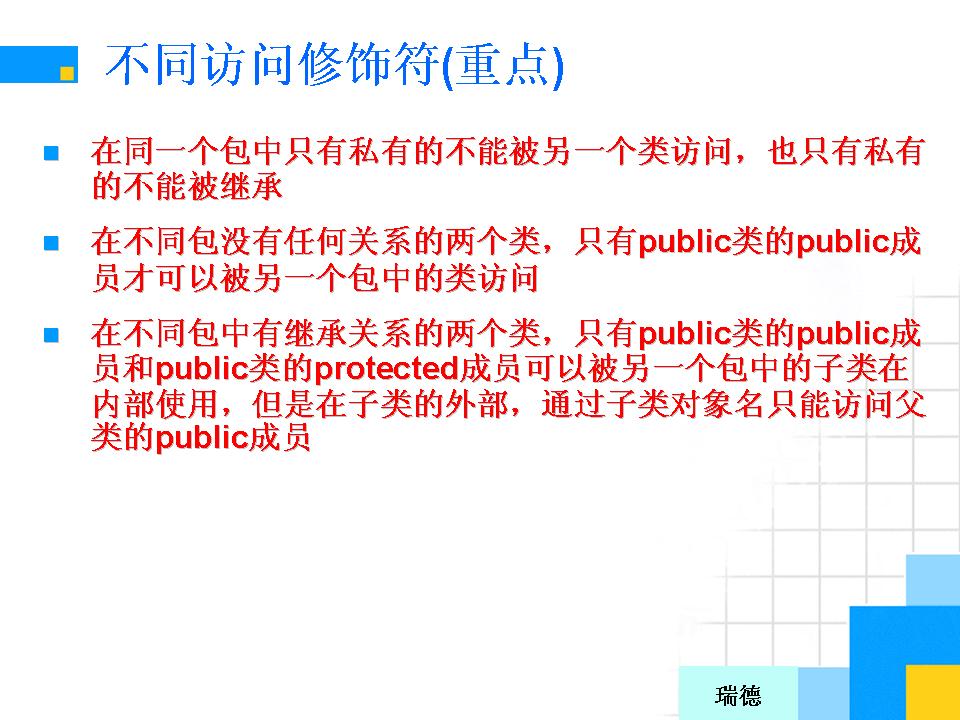 不同访问修饰符(重点)
在同一个包中只有私有的不能被另一个类访问，也只有私有
的不能被继承
在不同包没有任何关系的两个类，只有public类的public成
员才可以被另一个包中的类访问
在不同包中有继承关系的两个类，只有public类的public成
员和public类的protected成员可以被另一个包中的子类在
内部使用，但是在子类的外部，通过子类对象名只能访问父
类的public成员
瑞德